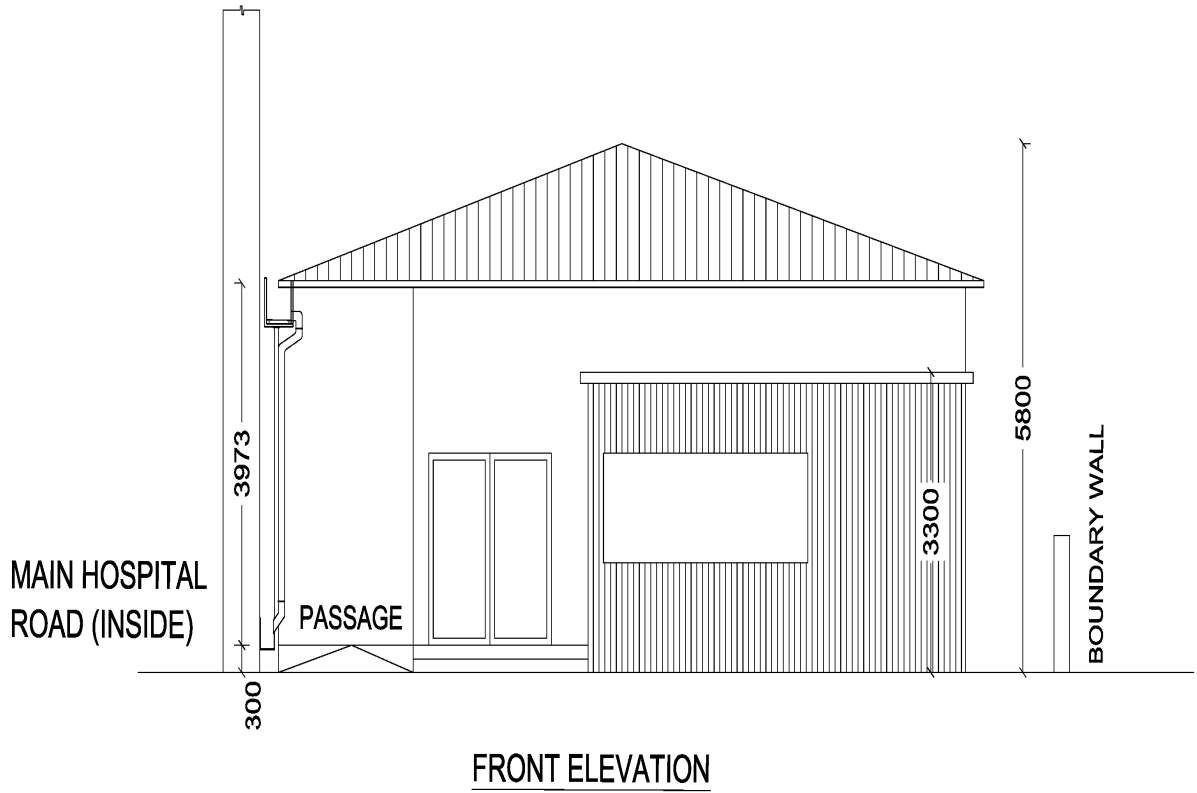 5800
3973
3300
BOUNDARY WALL
MAIN HOSPITAL
ROAD (INSIDE)
PASSAGE
300
FRONT ELEVATION